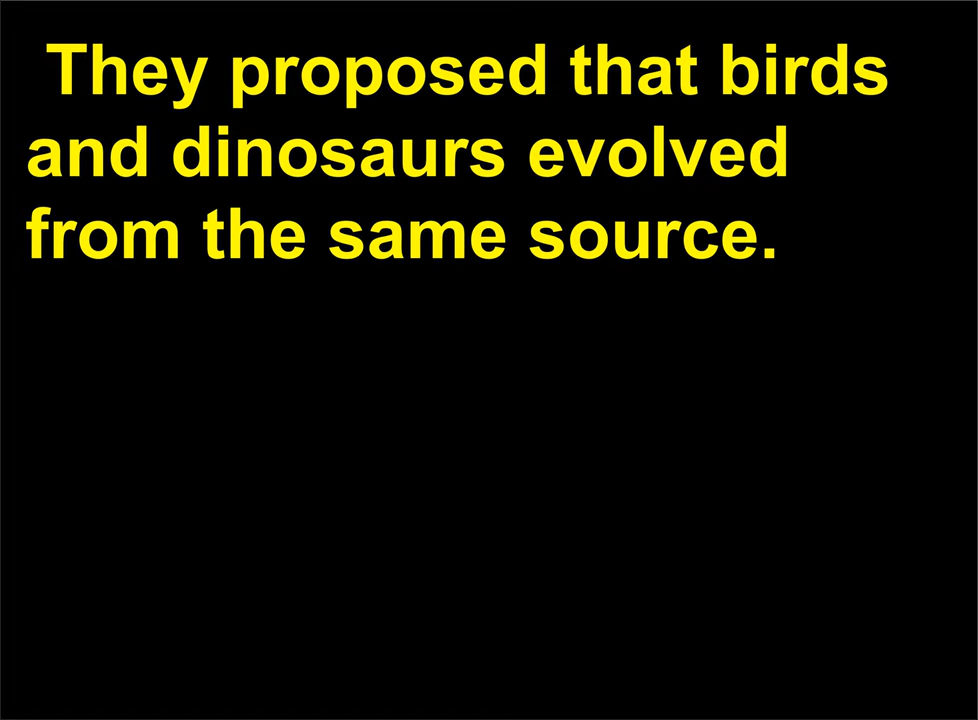 They proposed that birds
and dinosaurs evolved
from the same source.